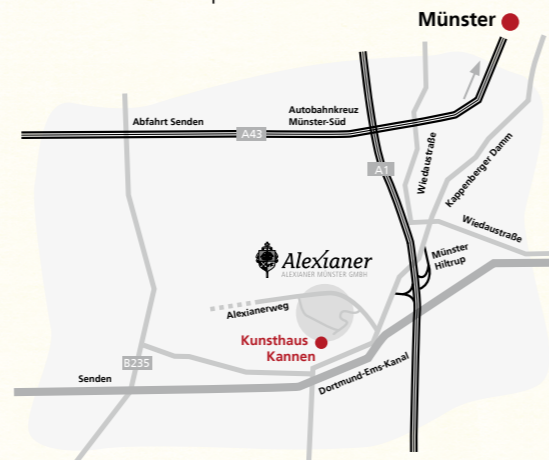 Münster
Abfahrt Senden
A43
Autobahnkreuz
Münster-Süd
A1
Wiedaustraße
Kappenberger Damm
Wiedaustraße
Münster
Hiltrup
Alexianer
ALEXIANER MÜNSTER GMBH
Alexianerweg
Kunsthaus
Kannen
B235
Senden
Dortmund-Ems-Kanal